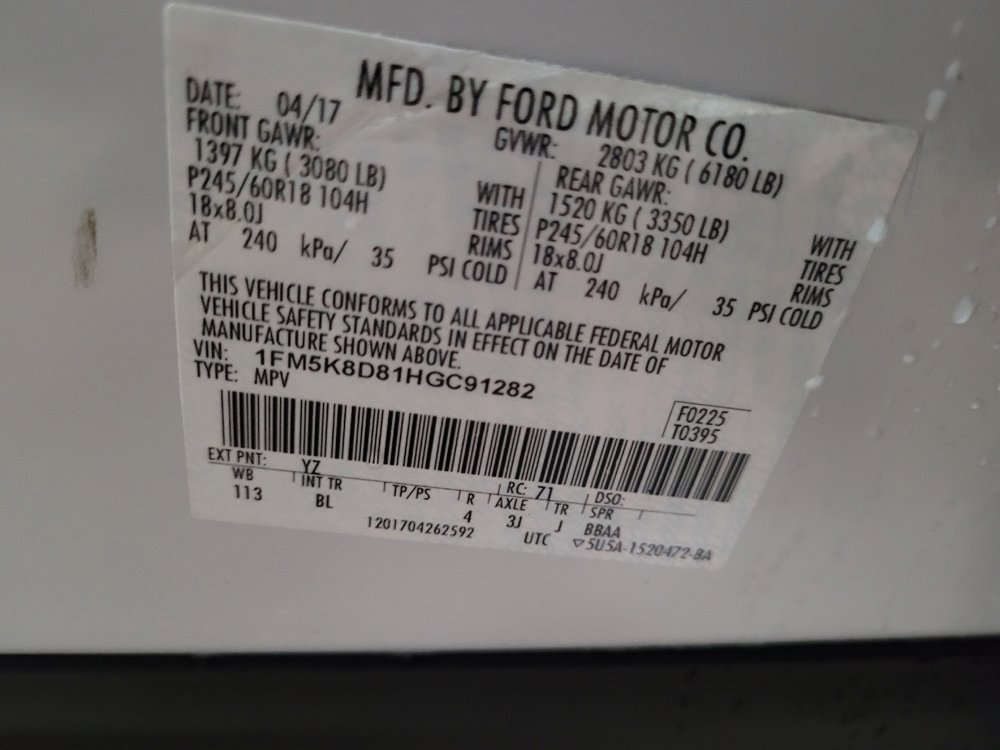 MFD. BY FORD MOTOR CO.
DATE: 04/17 GVWR: 2803 KG ( 6180 LB)
FRONT GAWR: REAR GAWR:
1397 KG ( 3080 LB) WITH 1520 KG ( 3350 LB) WITH
P245/60R18 104H TIRES P245/60R18 104H TIRES
18x8.0J RIMS 18x8.0J RIMS
AT 240 kPa/ 35 PSI COLD AT 240 kPa/ 35 PSI COLD
THIS VEHICLE CONFORMS TO ALL APPLICABLE FEDERAL MOTOR
VEHICLE SAFETY STANDARDS IN EFFECT ON THE DATE OF
MANUFACTURE SHOWN ABOVE.
VIN: 1FM5K8D81HGC91282
TYPE: MPV
F0225
T0395
EXT PNT: YZ RC: 71 DSO:
WB INT TR TP/PS R AXLE TR SPR
113 BL 4 3J J BBAA
1201704262592 UTC ▽5U5A-1520472-BA